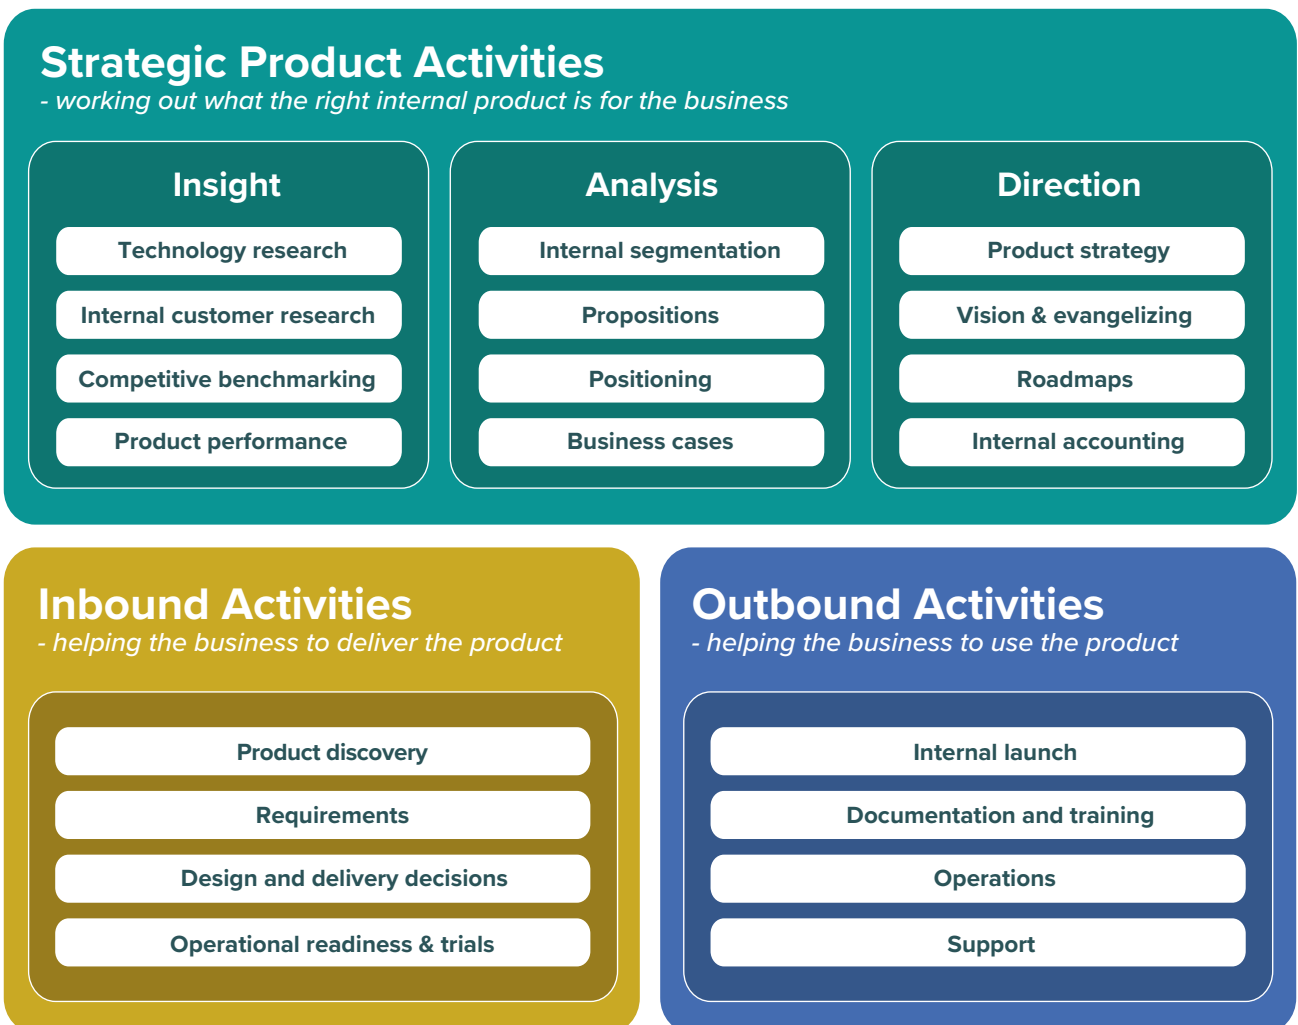 Strategic Product Activities
- working out what the right internal product is for the business
Insight
Technology research
Internal customer research
Competitive benchmarking
Product performance
Analysis
Internal segmentation
Propositions
Positioning
Business cases
Direction
Product strategy
Vision & evangelizing
Roadmaps
Internal accounting
Inbound Activities
- helping the business to deliver the product
Product discovery
Requirements
Design and delivery decisions
Operational readiness & trials
Outbound Activities
- helping the business to use the product
Internal launch
Documentation and training
Operations
Support